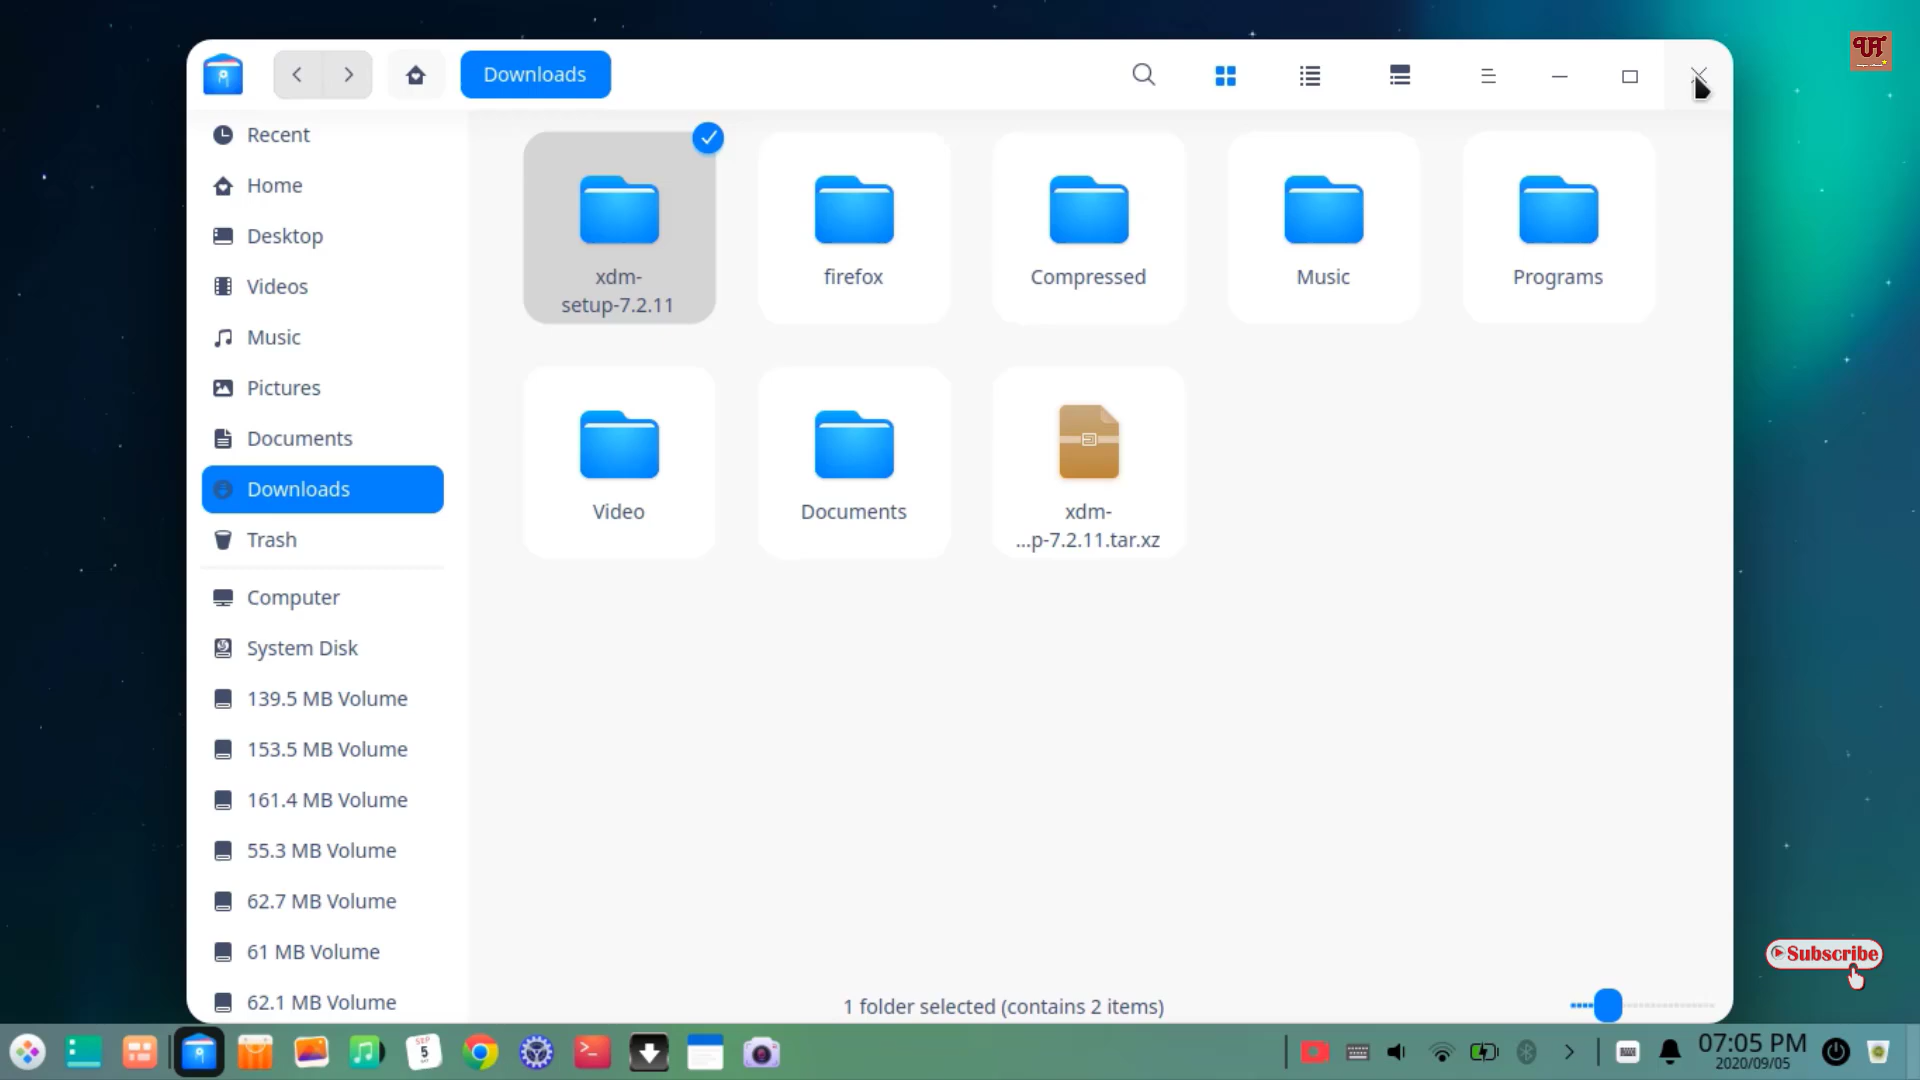 Downloads
Recent
Home
Desktop
Videos
Music
Pictures
Documents
Downloads
Trash
Computer
System Disk
139.5 MB Volume
153.5 MB Volume
161.4 MB Volume
55.3 MB Volume
62.7 MB Volume
61 MB Volume
62.1 MB Volume
xdm-
setup-7.2.11
firefox
Compressed
Music
Programs
Video
Documents
xdm-
...p-7.2.11.tar.xz
1 folder selected (contains 2 items)
UT
Subscribe
SEP
5
07:05 PM
2020/09/05